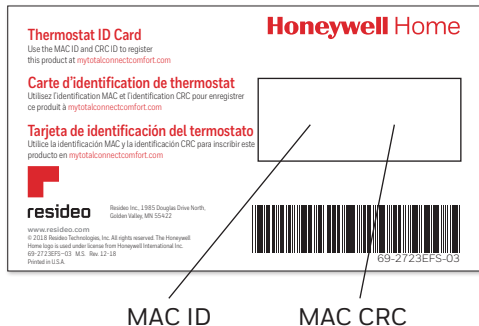 Thermostat ID Card
Use the MAC ID and CRC ID to register
this product at mytotalconnectcomfort.com
Honeywell Home
Carte d'identification de thermostat
Utilisez l'identification MAC et l'identification CRC pour enregistrer
ce produit à mytotalconnectcomfort.com
Tarjeta de identificación del termostato
Utilice la identificación MAC y la identificación CRC para inscribir este
producto en mytotalconnectcomfort.com
resideo
Resideo Inc., 1985 Douglas Drive North,
Golden Valley, MN 55422
www.resideo.com
© 2018 Resideo Technologies, Inc. All rights reserved. The Honeywell
Home logo is used under license from Honeywell International Inc.
69-2723EFS-03 M.S. Rev. 12-18
Printed in U.S.A.
69-2723EFS-03
MAC ID
MAC CRC